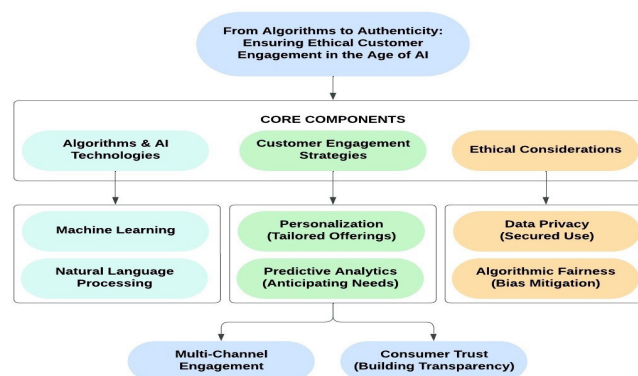 From Algorithms to Authenticity:
Ensuring Ethical Customer
Engagement in the Age of AI
CORE COMPONENTS
Algorithms & AI
Technologies
Customer Engagement
Strategies
Ethical Considerations
Machine Learning
Natural Language
Processing
Personalization
(Tailored Offerings)
Predictive Analytics
(Anticipating Needs)
Data Privacy
(Secured Use)
Algorithmic Fairness
(Bias Mitigation)
Multi-Channel
Engagement
Consumer Trust
(Building Transparency)